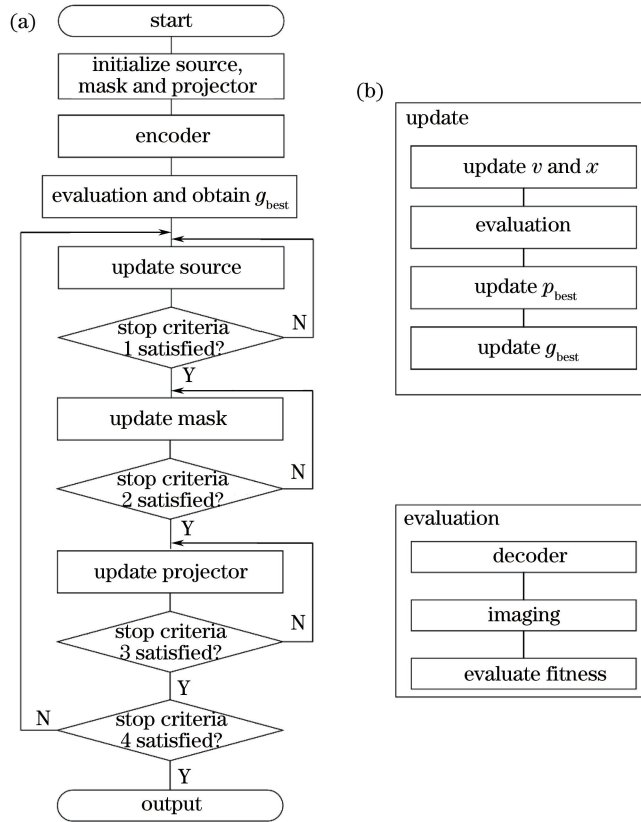 (a)
start
initialize source,
mask and projector
encoder
evaluation and obtain g_best
update source
stop criteria
1 satisfied?
N
Y
update mask
stop criteria
2 satisfied?
N
Y
update projector
stop criteria
3 satisfied?
N
Y
stop criteria
4 satisfied?
N
Y
output
(b)
update
update v and x
evaluation
update p_best
update g_best
evaluation
decoder
imaging
evaluate fitness